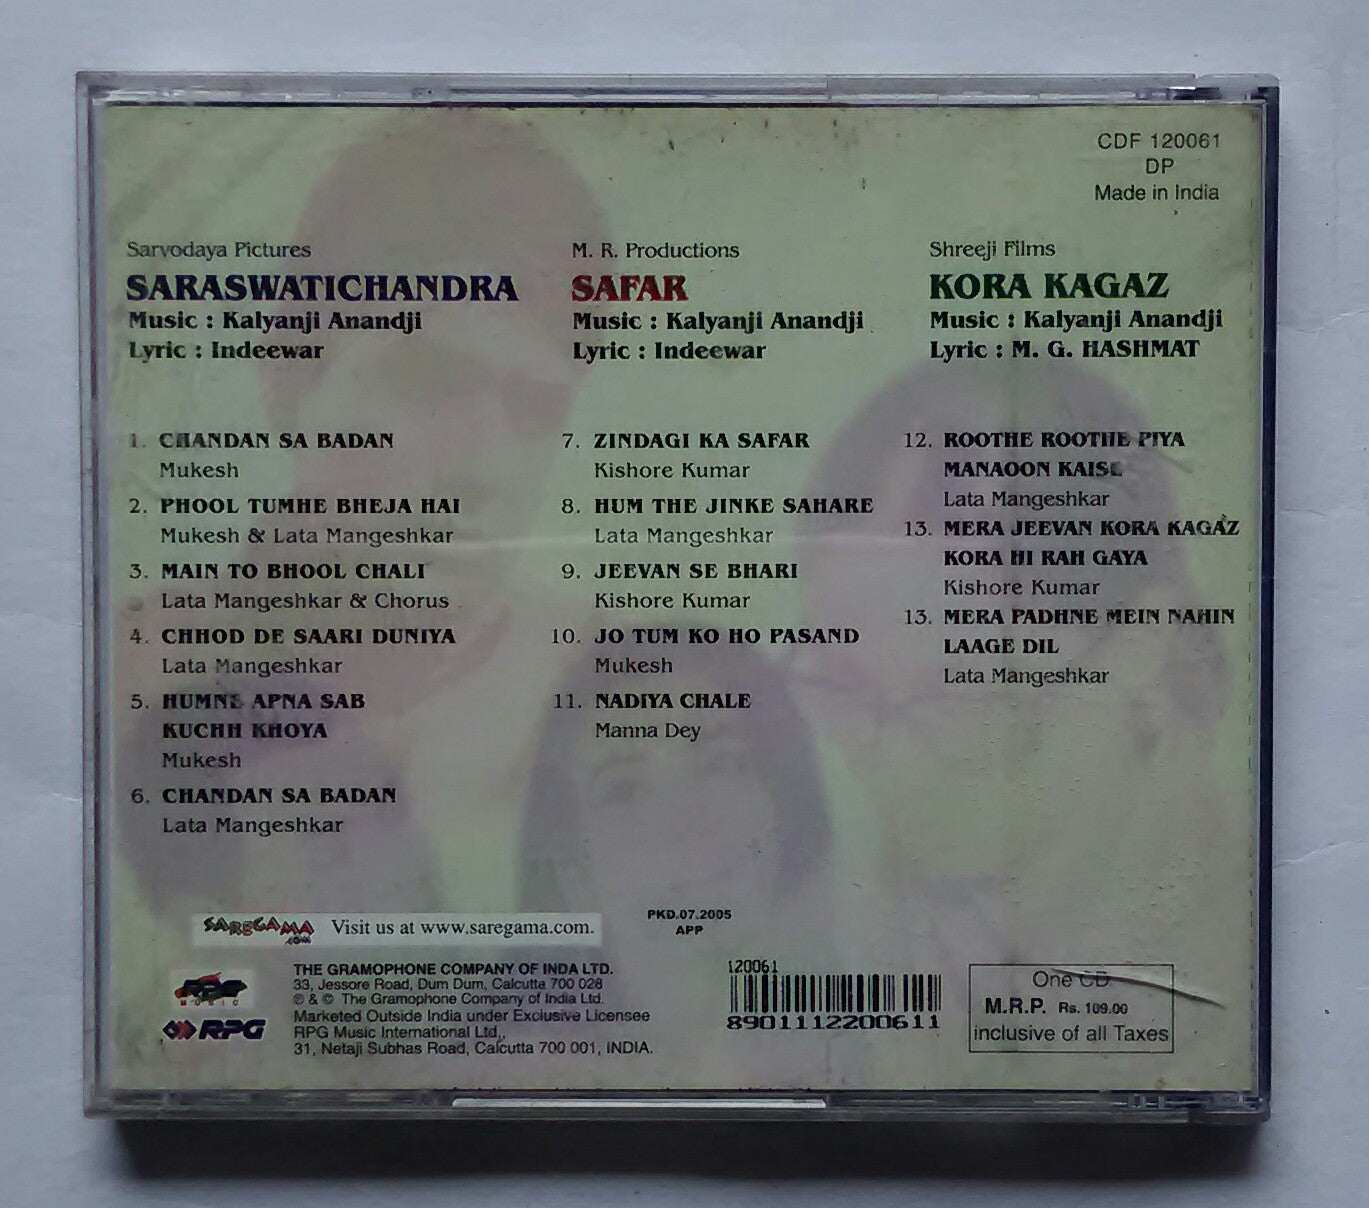 CDF 120061
DP
Made in India
Sarvodaya Pictures
SARASWATICHANDRA
Music : Kalyanji Anandji
Lyric : Indeewar
1. CHANDAN SA BADAN
Mukesh
2. PHOOL TUMHE BHEJA HAI
Mukesh & Lata Mangeshkar
3. MAIN TO BHOOL CHALI
Lata Mangeshkar & Chorus
4. CHHOD DE SAARI DUNIYA
Lata Mangeshkar
5. HUMNE APNA SAB
KUCHH KHOYA
Mukesh
6. CHANDAN SA BADAN
Lata Mangeshkar
M. R. Productions
SAFAR
Music : Kalyanji Anandji
Lyric : Indeewar
7. ZINDAGI KA SAFAR
Kishore Kumar
8. HUM THE JINKE SAHARE
Lata Mangeshkar
9. JEEVAN SE BHARI
Kishore Kumar
10. JO TUM KO HO PASAND
Mukesh
11. NADIYA CHALE
Manna Dey
Shreeji Films
KORA KAGAZ
Music : Kalyanji Anandji
Lyric : M. G. HASHMAT
12. ROOTHE ROOTHE PIYA
MANAOON KAISE
Lata Mangeshkar
13. MERA JEEVAN KORA KAGAZ
KORA HI RAH GAYA
Kishore Kumar
13. MERA PADHNE MEIN NAHIN
LAAGE DIL
Lata Mangeshkar
SAREGAMA.com Visit us at www.saregama.com.
PKD.07.2005
APP
RPG
MUSIC
RPG
THE GRAMOPHONE COMPANY OF INDA LTD.
33, Jessore Road, Dum Dum, Calcutta 700 028
℗ & © The Gramophone Company of India Ltd.
Marketed Outside India under Exclusive Licensee
RPG Music International Ltd.,
31, Netaji Subhas Road, Calcutta 700 001, INDIA.
120061
8901112200611
One CD
M.R.P. Rs. 109.00
inclusive of all Taxes